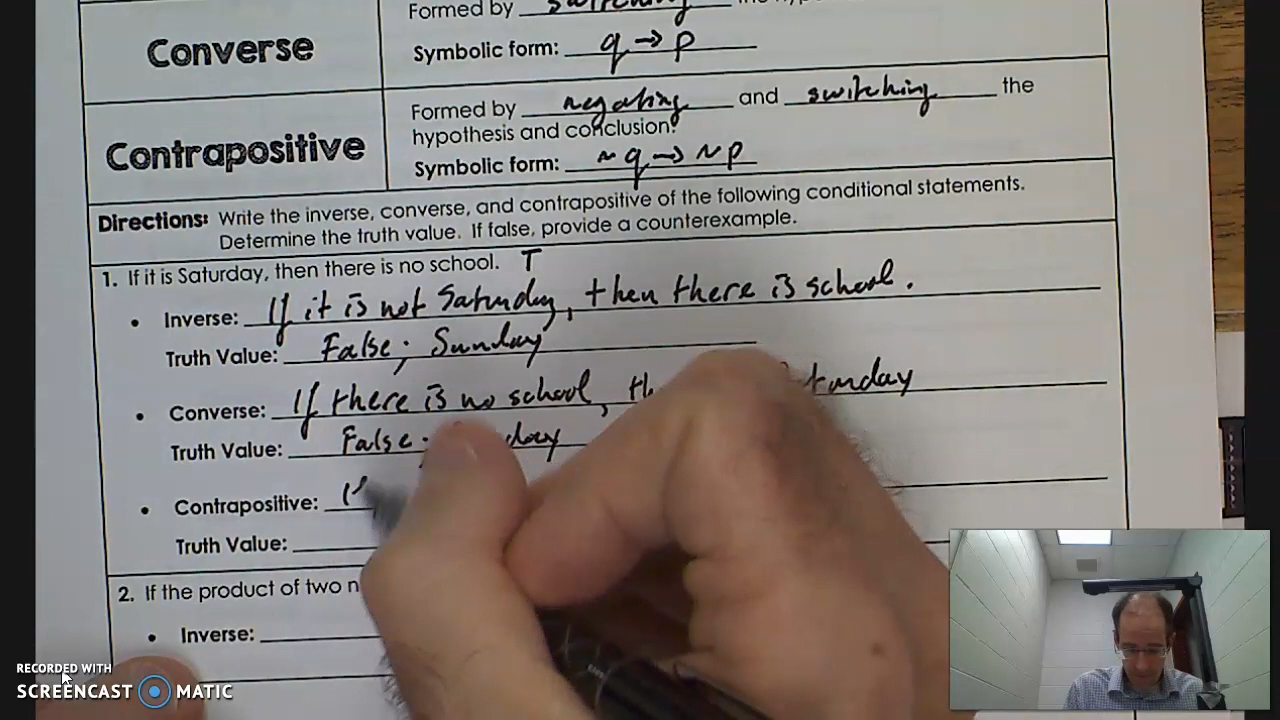 Formed by switching
Converse
Symbolic form: q → p
Formed by negating and switching the
hypothesis and conclusion.
Contrapositive
Symbolic form: ~q → ~p
Directions: Write the inverse, converse, and contrapositive of the following conditional statements.
Determine the truth value. If false, provide a counterexample.
1. If it is Saturday, then there is no school. T
• Inverse: If it is not Saturday, then there is school.
Truth Value: False; Sunday
• Converse: If there is no school, Saturday
Truth Value: False;
• Contrapositive: If
Truth Value:
2. If the product of two
• Inverse:
RECORDED WITH
SCREENCAST MATIC